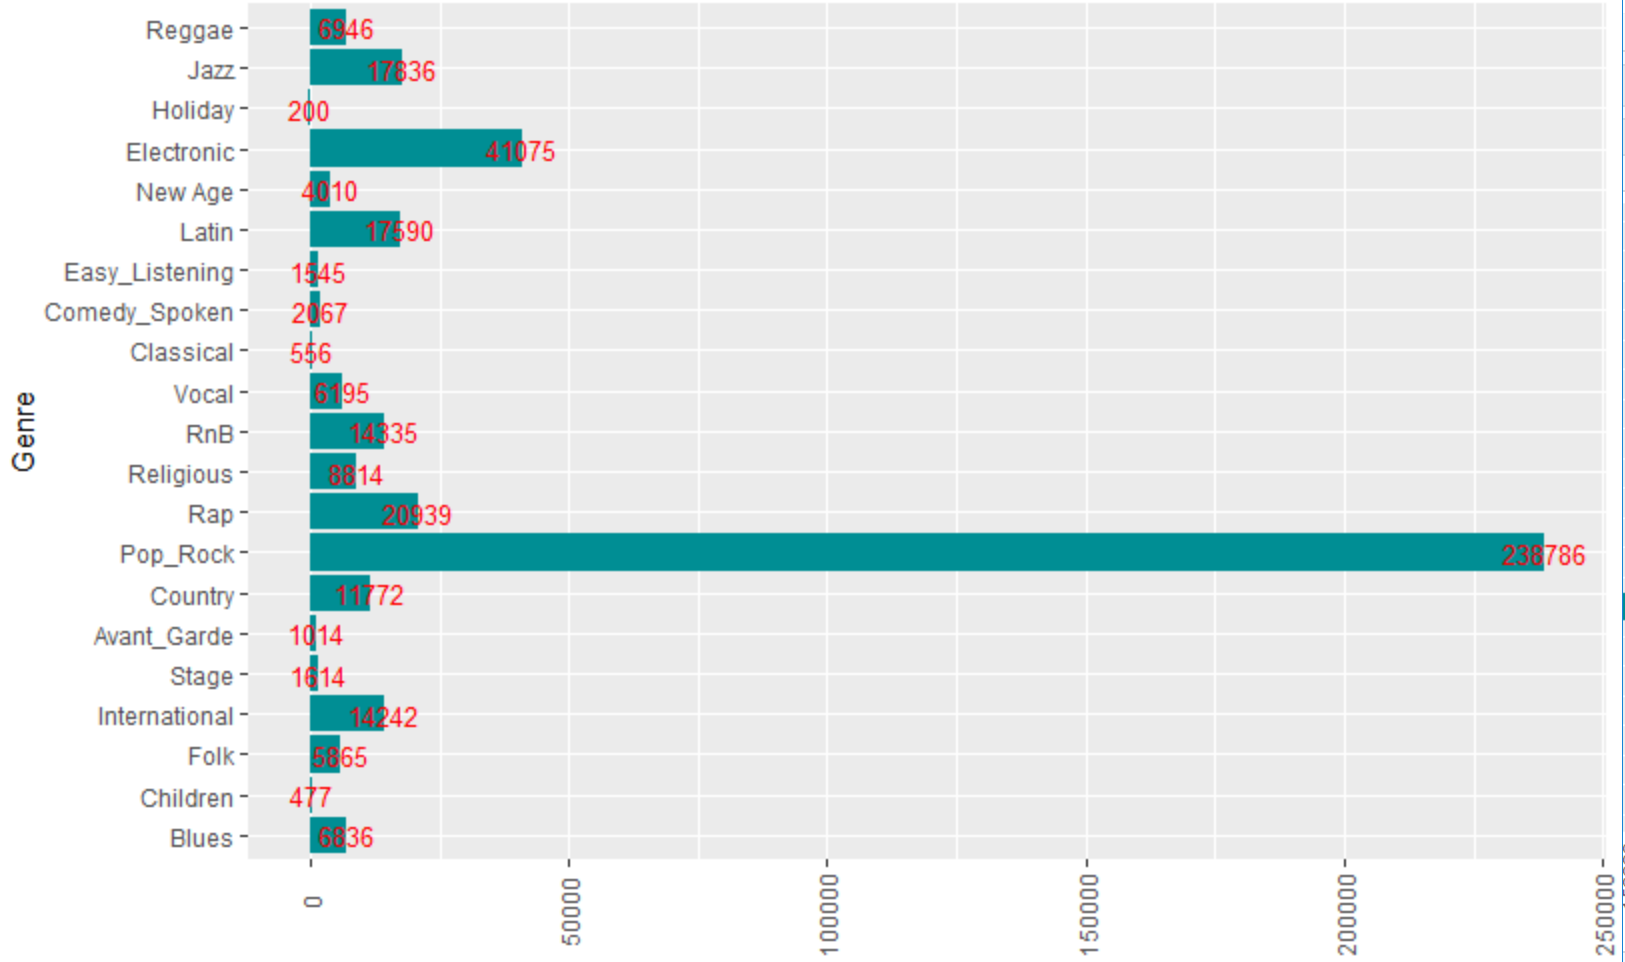 Reggae 6946
Jazz 17836
Holiday 200
Electronic 41075
New Age 4010
Latin 17590
Easy_Listening 1545
Comedy_Spoken 2067
Classical 556
Vocal 6195
RnB 14335
Religious 8814
Rap 20939
Pop_Rock 238786
Country 11772
Avant_Garde 1014
Stage 1614
International 14242
Folk 5865
Children 477
Blues 6836
Genre
0 50000 100000 150000 200000 250000